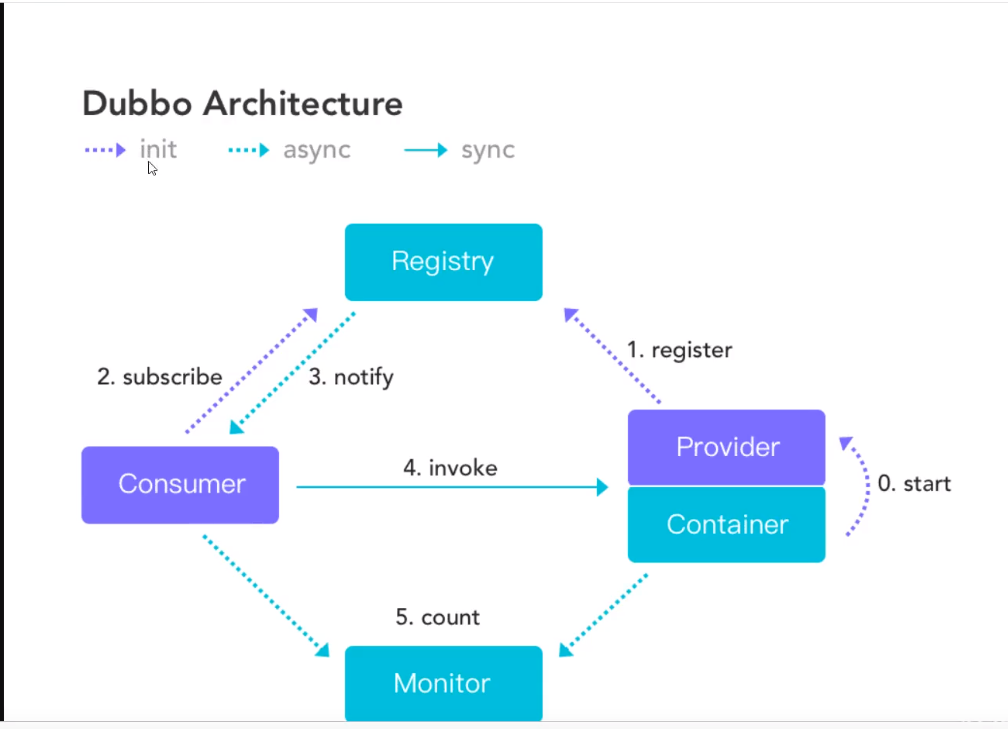 Dubbo Architecture
init async sync
Registry
1. register
2. subscribe 3. notify
Provider
4. invoke
Consumer
0. start
Container
5. count
Monitor